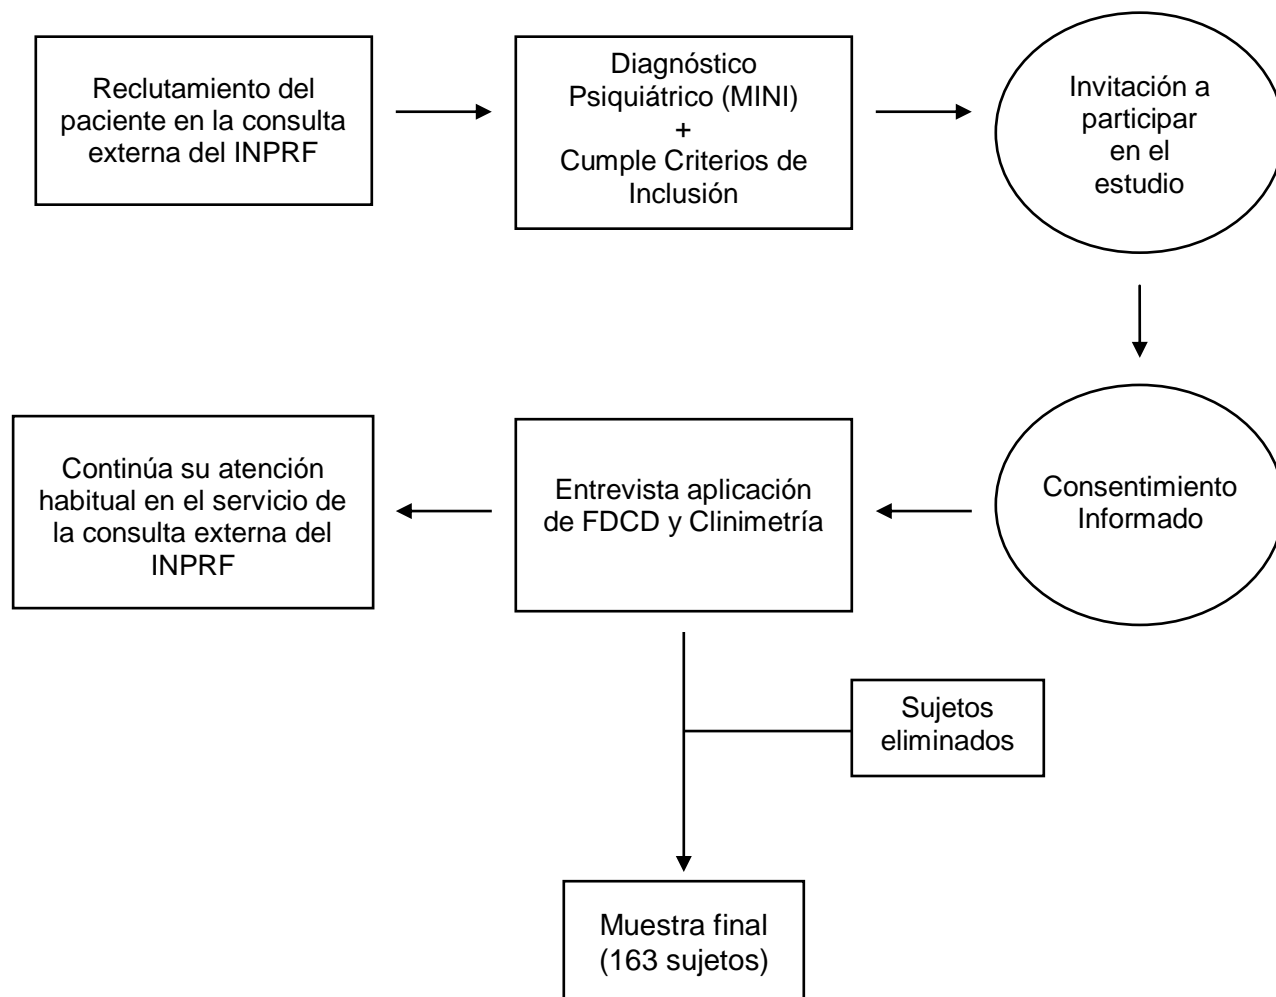 Reclutamiento del
paciente en la consulta
externa del INPRF
Diagnóstico
Psiquiátrico (MINI)
+
Cumple Criterios de
Inclusión
Invitación a
participar
en el
estudio
Consentimiento
Informado
Entrevista aplicación
de FDCD y Clinimetría
Continúa su atención
habitual en el servicio de
la consulta externa del
INPRF
Sujetos
eliminados
Muestra final
(163 sujetos)